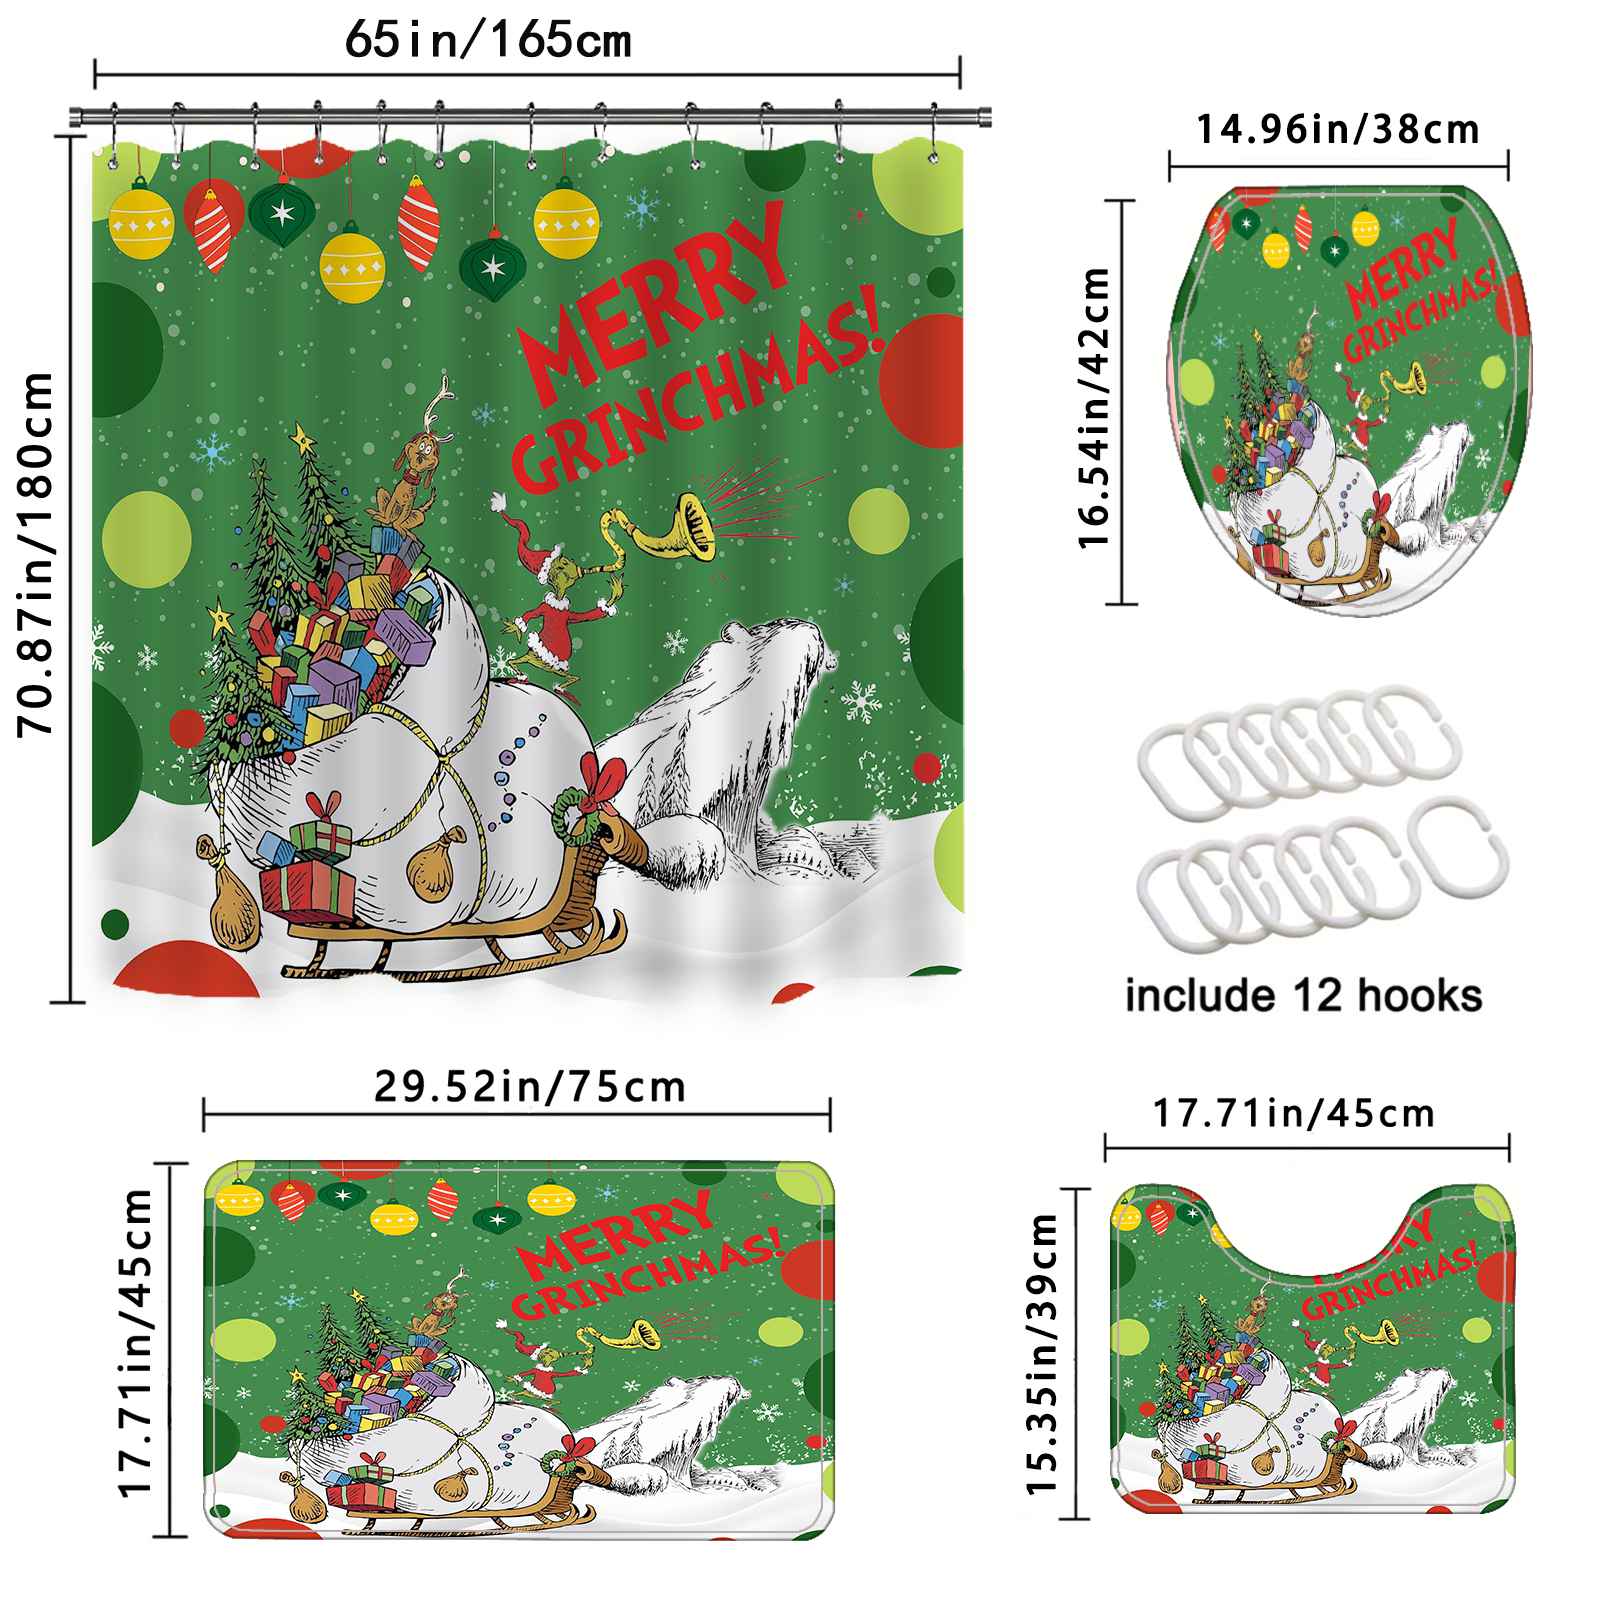 65in/165cm
14.96in/38cm
MERRY
GRINCHMAS!
MERRY
GRINCHMAS!
70.87in/180cm
16.54in/42cm
include 12 hooks
29.52in/75cm
17.71in/45cm
MERRY
GRINCHMAS!
17.71in/45cm
15.35in/39cm
GRINCHMAS!